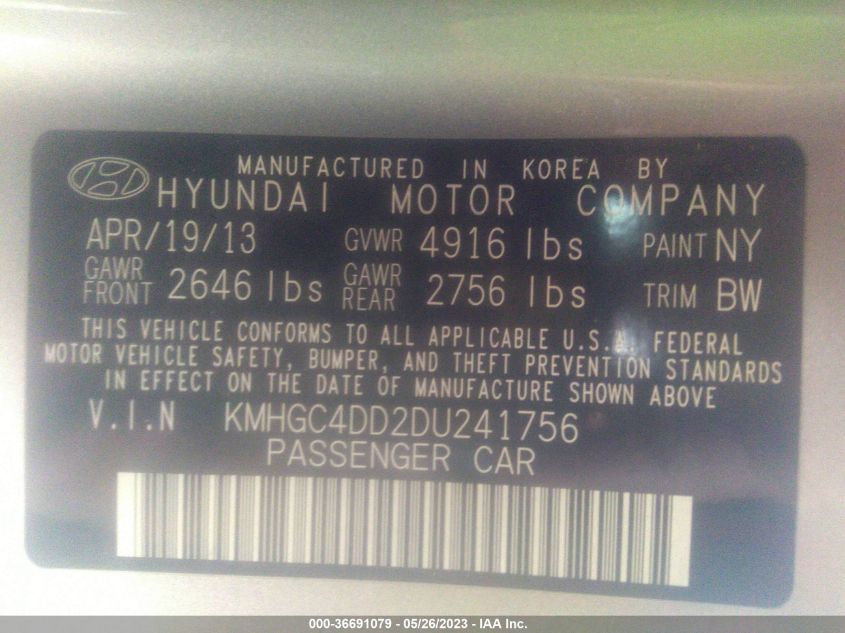 MANUFACTURED IN KOREA BY
HYUNDAI MOTOR COMPANY
APR/19/13 GVWR 4916 lbs PAINT NY
GAWR FRONT 2646 lbs GAWR REAR 2756 lbs TRIM BW
THIS VEHICLE CONFORMS TO ALL APPLICABLE U.S.A. FEDERAL
MOTOR VEHICLE SAFETY, BUMPER, AND THEFT PREVENTION STANDARDS
IN EFFECT ON THE DATE OF MANUFACTURE SHOWN ABOVE
V.I.N KMHGC4DD2DU241756
PASSENGER CAR
000-36691079 - 05/26/2023 - IAA Inc.